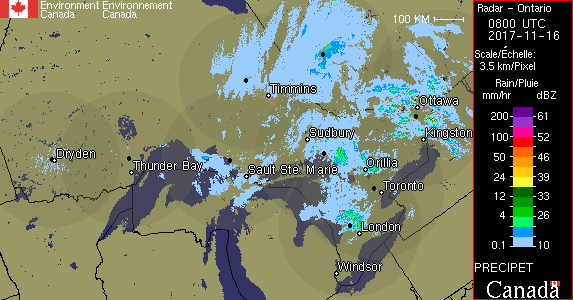 Environment Environnement
Canada Canada
100 KM
Timmins
Ottawa
Sudbury
Kingston
Dryden
Thunder Bay
Sault Ste. Marie
Orillia
Toronto
London
Windsor
Radar - Ontario
0800 UTC
2017-11-16
Scale/Échelle:
3.5 km/Pixel
Rain/Pluie
mm/hr dBZ
200 61
100 52
50 46
24 39
12 33
4 26
0.1 10
PRECIPET
Canada